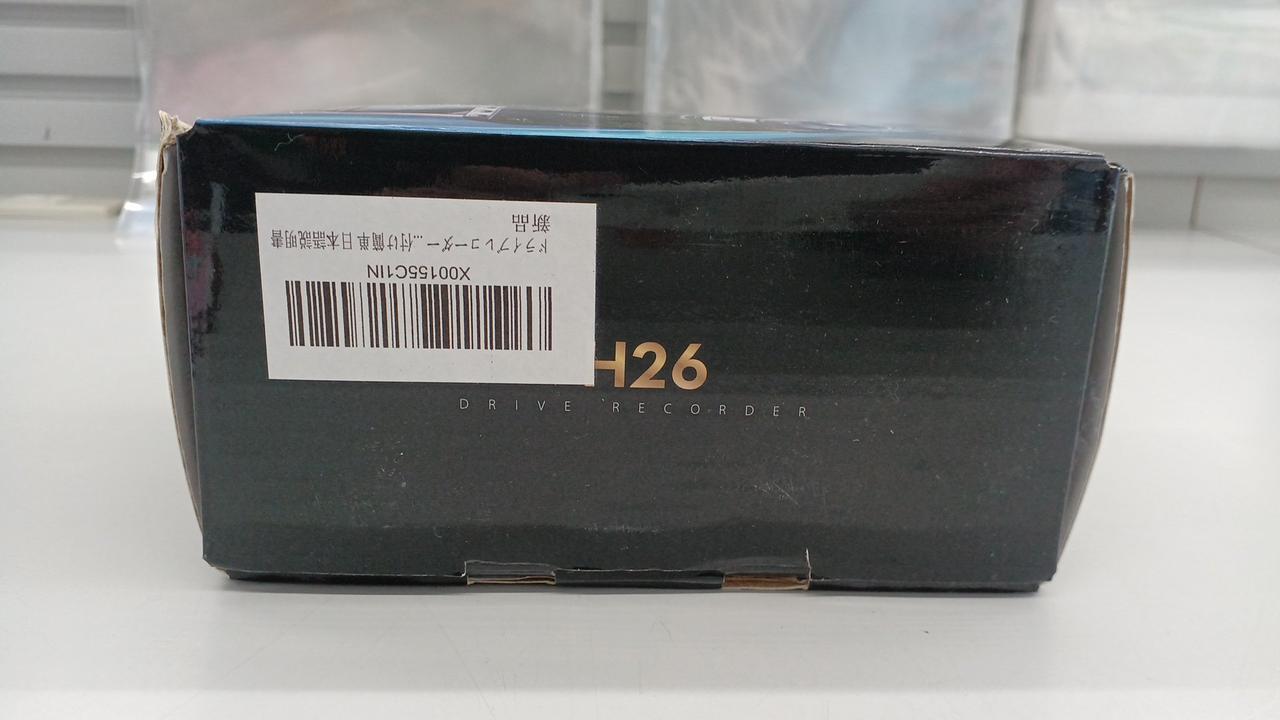 X00155C1IN
ドライブレコーダー...付け簡単 日本語説明書
新品
H26
DRIVE RECORDER